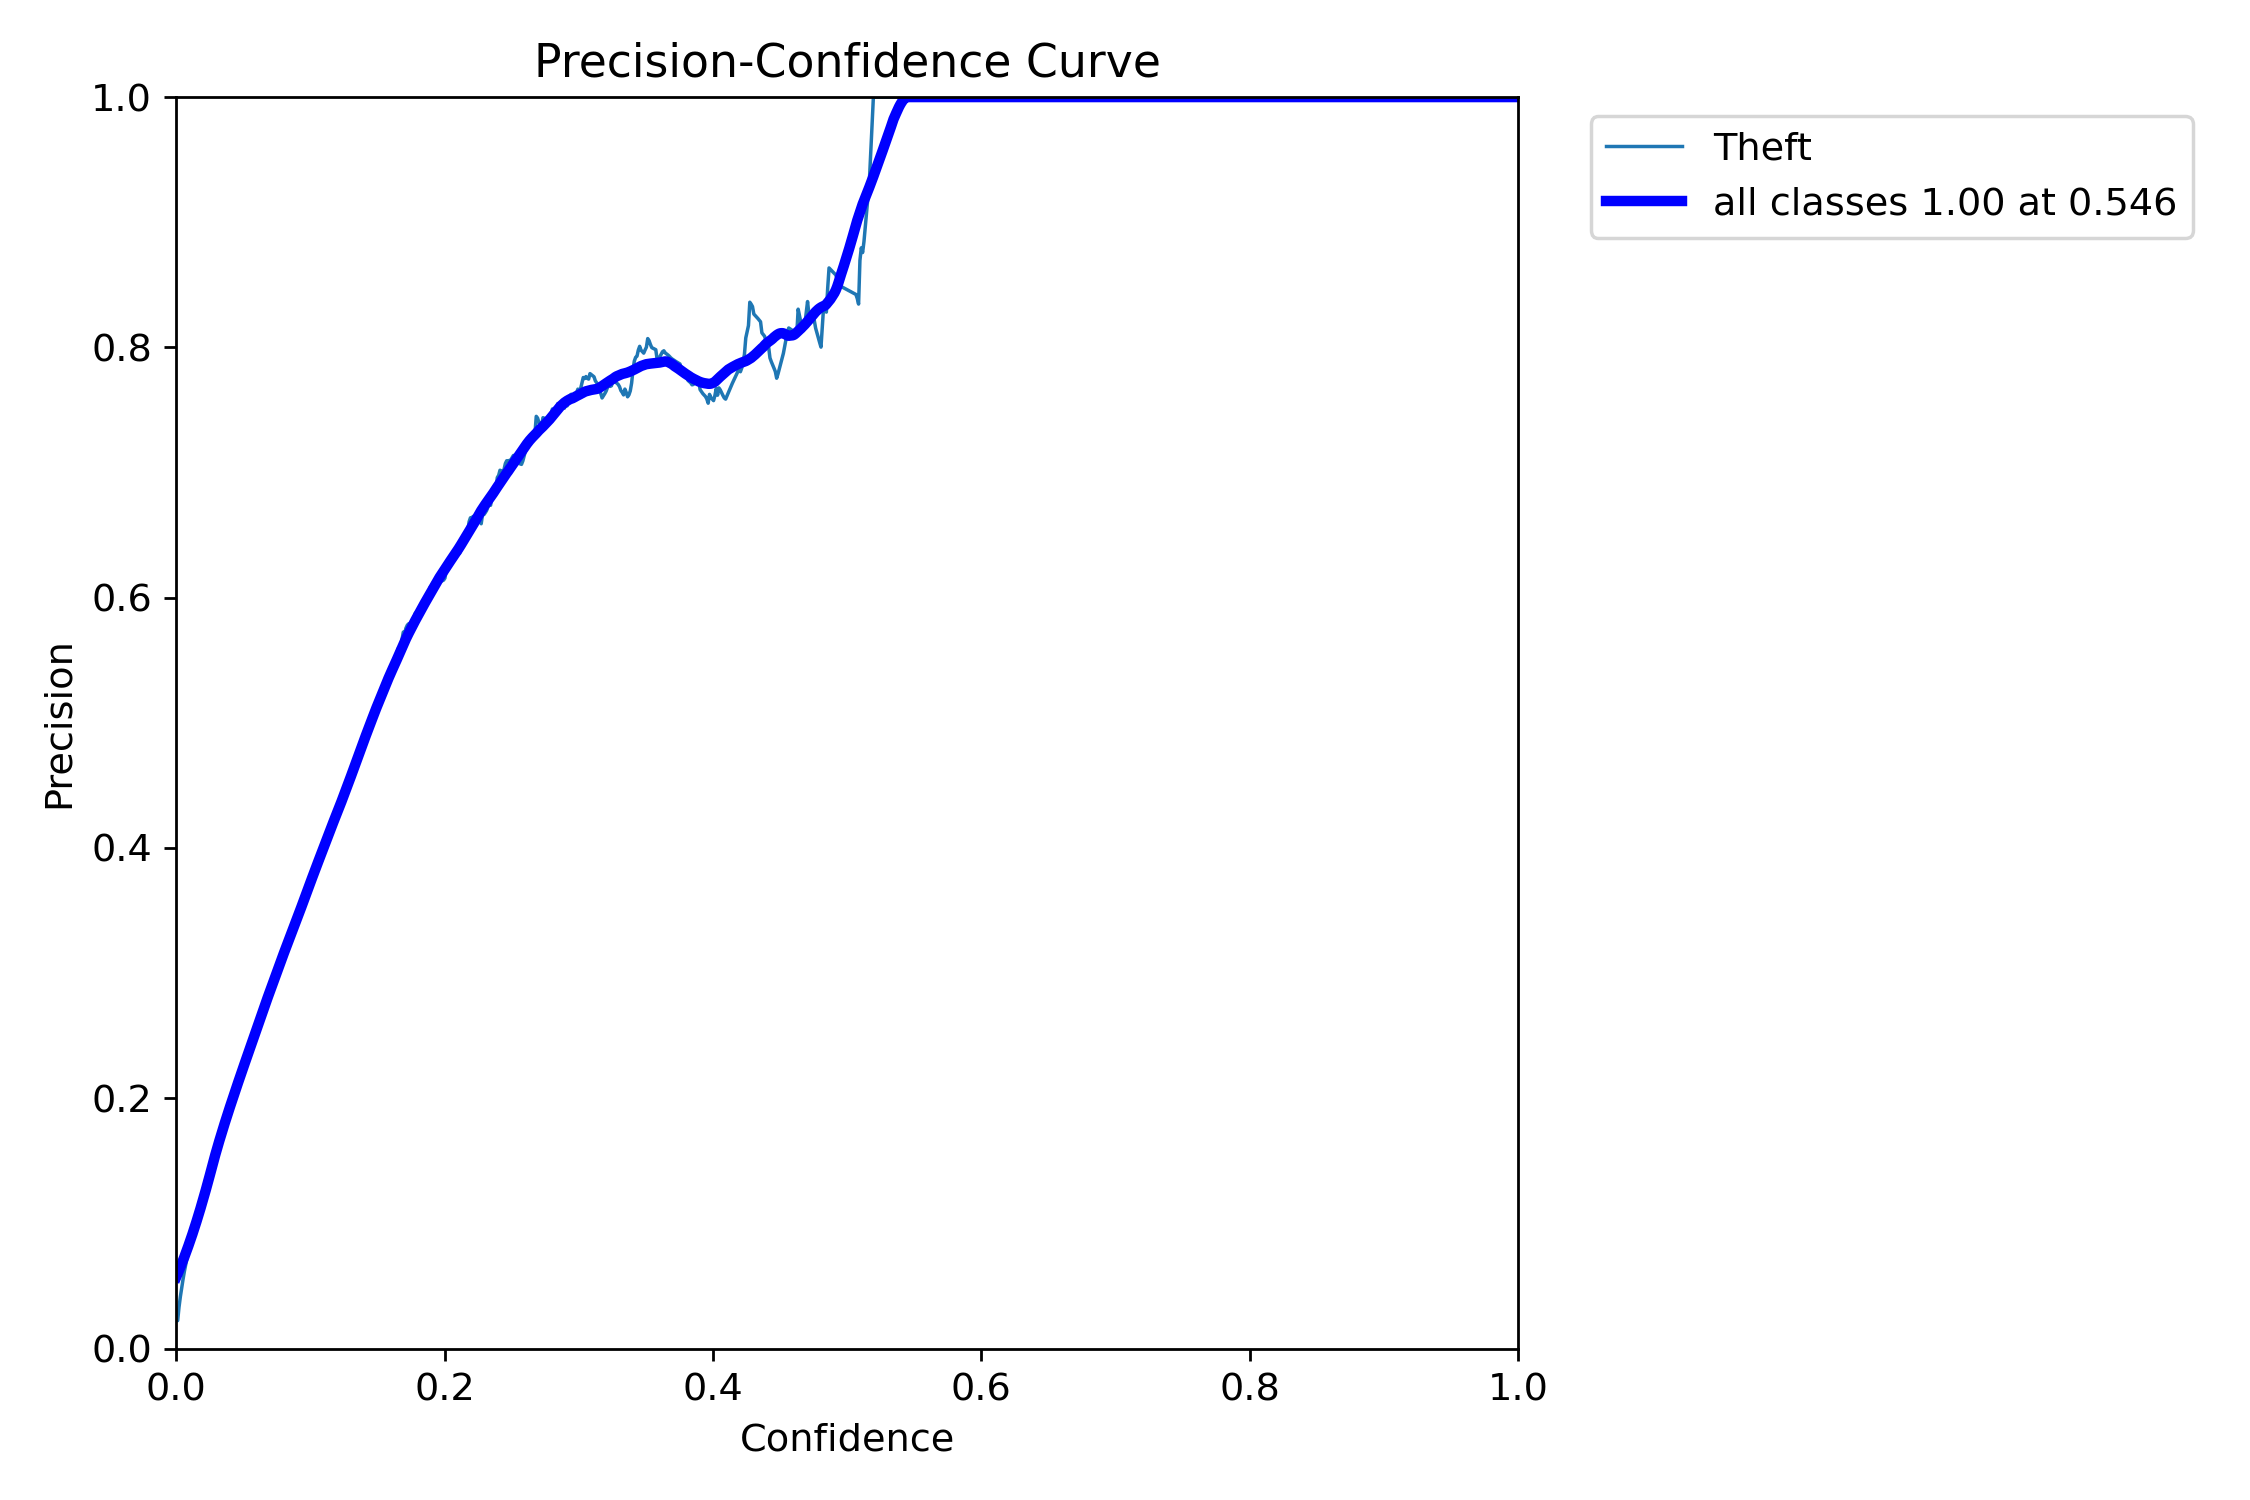 Precision-Confidence Curve
1.0
0.8
0.6
0.4
0.2
0.0
Precision
0.0 0.2 0.4 0.6 0.8 1.0
Confidence
Theft
all classes 1.00 at 0.546